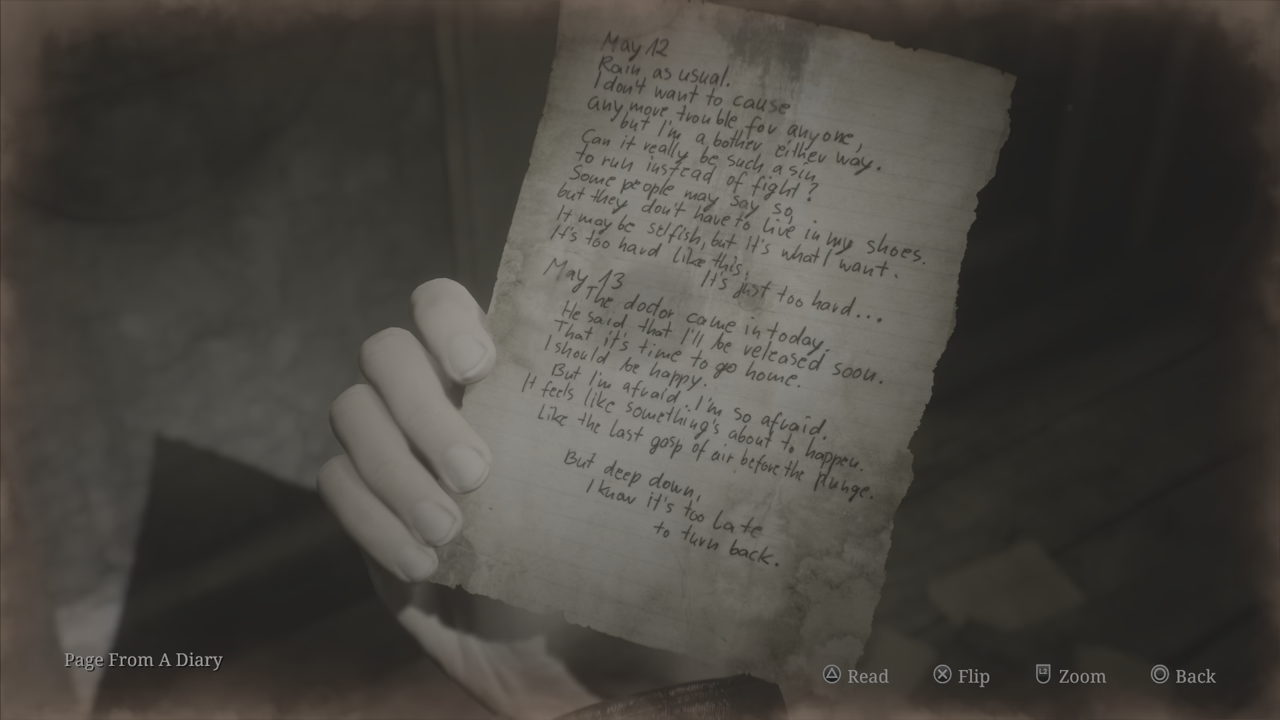 May 12
Rain, as usual.
I don't want to cause
any more trouble for anyone,
but I'm a bother either way.
Can it really be such a sin
to run instead of fight?
Some people may say so,
but they don't have to live in my shoes.
It may be selfish, but it's what I want.
It's too hard like this.
It's just too hard...
May 13
The doctor came in today.
He said that I'll be released soon.
That it's time to go home.
I should be happy.
But I'm afraid. I'm so afraid.
It feels like something's about to happen.
Like the last gasp of air before the plunge.
But deep down,
I know it's too late
to turn back.
Page From A Diary
Read
Flip
L2
Zoom
Back